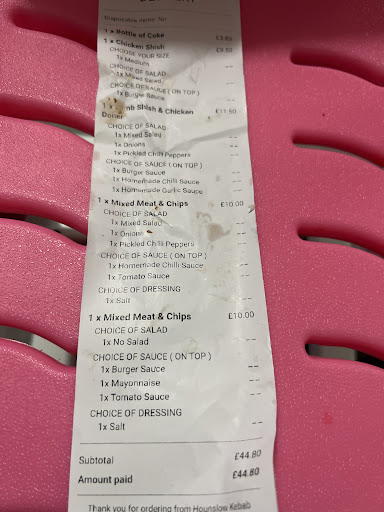 Disposable items: No
1 x Bottle of Coke
1 x Chicken Shish £9.50
CHOOSE YOUR SIZE --
1x Medium
CHOICE OF SALAD --
1x Mixed Salad
CHOICE OF SAUCE ( ON TOP ) --
1x Burger Sauce
1 x Shish & Chicken £11.50
Doner
CHOICE OF SALAD
1x Mixed Salad --
1x Onions --
1x Pickled Chilli Peppers --
CHOICE OF SAUCE ( ON TOP )
1x Burger Sauce --
1x Homemade Chilli Sauce --
1x Homemade Garlic Sauce --
1 x Mixed Meat & Chips £10.00
CHOICE OF SALAD
1x Mixed Salad --
1x Onions --
1x Pickled Chilli Peppers --
CHOICE OF SAUCE ( ON TOP )
1x Homemade Chilli Sauce --
1x Tomato Sauce --
CHOICE OF DRESSING
1x Salt --
1 x Mixed Meat & Chips £10.00
CHOICE OF SALAD
1x No Salad --
CHOICE OF SAUCE ( ON TOP )
1x Burger Sauce --
1x Mayonnaise --
1x Tomato Sauce --
CHOICE OF DRESSING
1x Salt --
Subtotal £44.80
Amount paid £44.80
Thank you for ordering from Hounslow Kebab